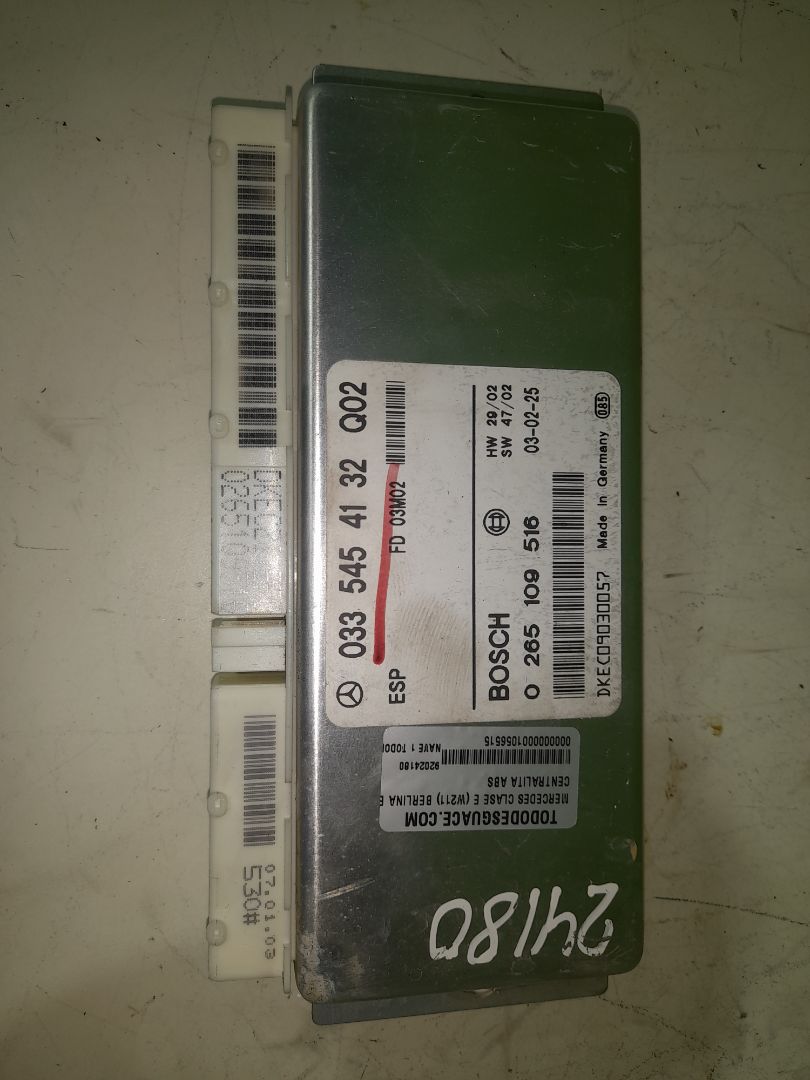 033 545 41 32 Q02
ESP FD 03M02
BOSCH HW 29/02
SW 47/02
0 265 109 516 03-02-25
DKEC09030057 Made in Germany 085
TODODESGUACE.COM
MERCEDES CLASE E (W211) BERLINA E
CENTRALITA ABS
92024180 NAVE 1 TODO
00000000001056515
24180
07.01.03
530#